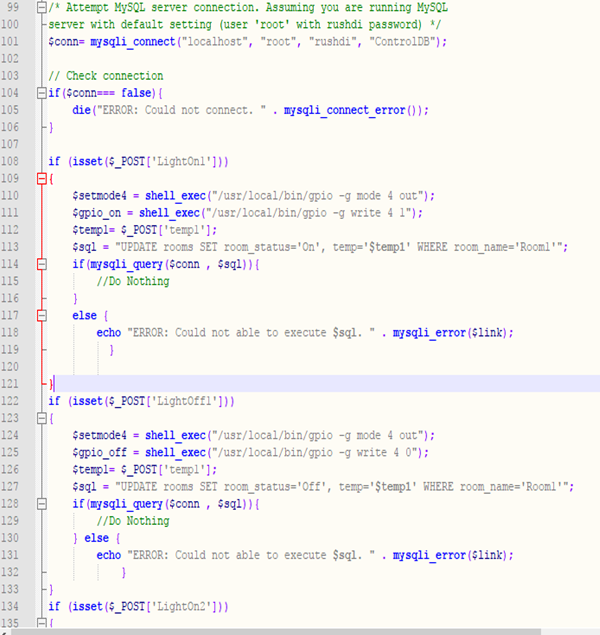 99 /* Attempt MySQL server connection. Assuming you are running MySQL
100 server with default setting (user 'root' with rushdi password) */
101 $conn= mysqli_connect("localhost", "root", "rushdi", "ControlDB");
102
103 // Check connection
104 if($conn=== false){
105 die("ERROR: Could not connect. " . mysqli_connect_error());
106 }
107
108 if (isset($_POST['LightOn1']))
109 {
110 $setmode4 = shell_exec("/usr/local/bin/gpio -g mode 4 out");
111 $gpio_on = shell_exec("/usr/local/bin/gpio -g write 4 1");
112 $temp1= $_POST['temp1'];
113 $sql = "UPDATE rooms SET room_status='On', temp='$temp1' WHERE room_name='Room1'";
114 if(mysqli_query($conn , $sql)){
115 //Do Nothing
116 }
117 else {
118 echo "ERROR: Could not able to execute $sql. " . mysqli_error($link);
119 }
120
121 }
122 if (isset($_POST['LightOff1']))
123 {
124 $setmode4 = shell_exec("/usr/local/bin/gpio -g mode 4 out");
125 $gpio_off = shell_exec("/usr/local/bin/gpio -g write 4 0");
126 $temp1= $_POST['temp1'];
127 $sql = "UPDATE rooms SET room_status='Off', temp='$temp1' WHERE room_name='Room1'";
128 if(mysqli_query($conn , $sql)){
129 //Do Nothing
130 } else {
131 echo "ERROR: Could not able to execute $sql. " . mysqli_error($link);
132 }
133 }
134 if (isset($_POST['LightOn2']))
135 {